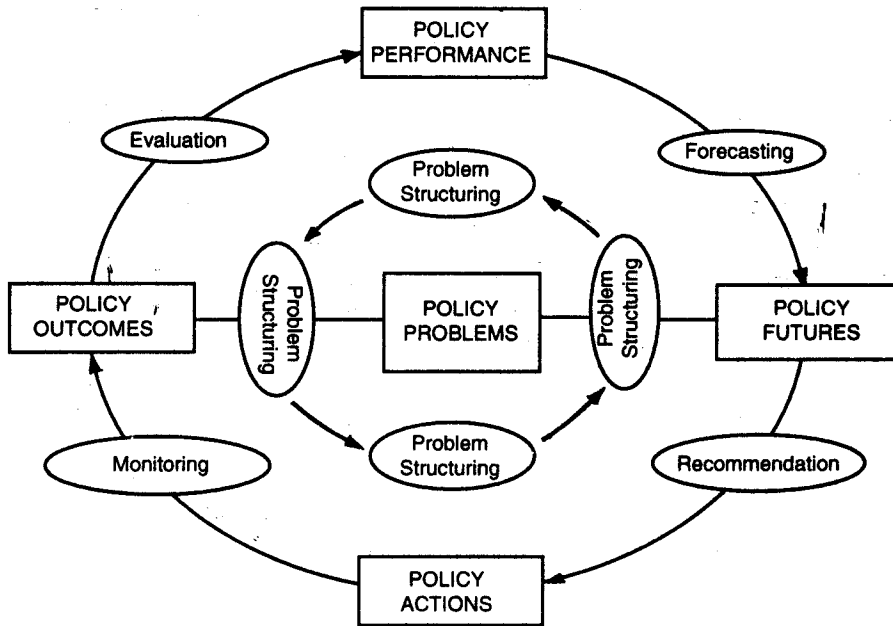 POLICY
PERFORMANCE
Evaluation
Forecasting
Problem
Structuring
Problem
Structuring
Problem
Structuring
POLICY
OUTCOMES
POLICY
PROBLEMS
POLICY
FUTURES
Problem
Structuring
Monitoring
Recommendation
POLICY
ACTIONS